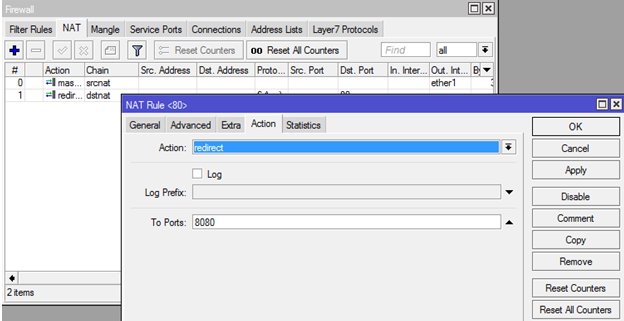 Firewall
Filter Rules NAT Mangle Service Ports Connections Address Lists Layer7 Protocols
Reset Counters 00 Reset All Counters Find all
# Action Chain Src. Address Dst. Address Proto... Src. Port Dst. Port In. Inter... Out. Int...
0 mas... srcnat ether1
1 redir... dstnat 80
NAT Rule <80>
General Advanced Extra Action Statistics
Action: redirect
Log
Log Prefix:
To Ports: 8080
OK
Cancel
Apply
Disable
Comment
Copy
Remove
Reset Counters
Reset All Counters
2 items